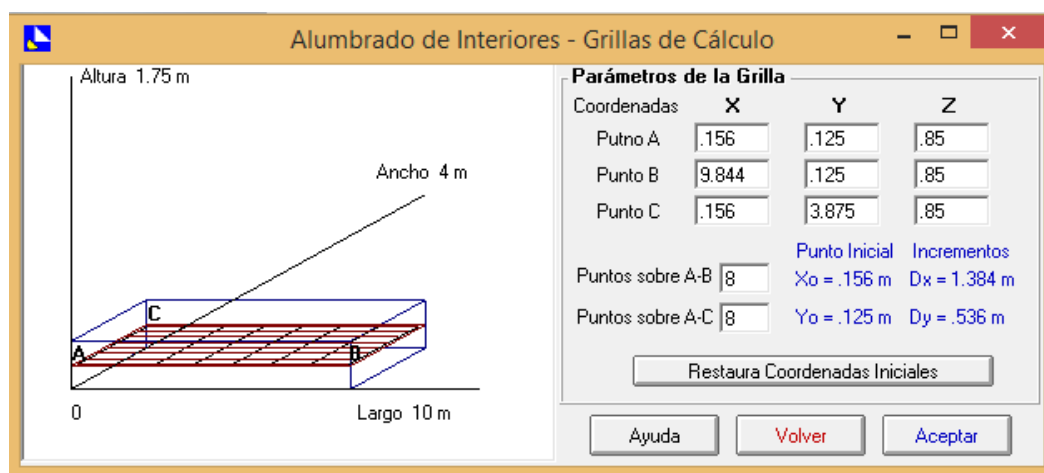 Alumbrado de Interiores - Grillas de Cálculo
Altura 1.75 m
Ancho 4 m
C
A
B
0
Largo 10 m
Parámetros de la Grilla
Coordenadas X Y Z
Putno A .156 .125 .85
Punto B 9.844 .125 .85
Punto C .156 3.875 .85
Punto Inicial Incrementos
Puntos sobre A-B 8 Xo = .156 m Dx = 1.384 m
Puntos sobre A-C 8 Yo = .125 m Dy = .536 m
Restaura Coordenadas Iniciales
Ayuda Volver Aceptar